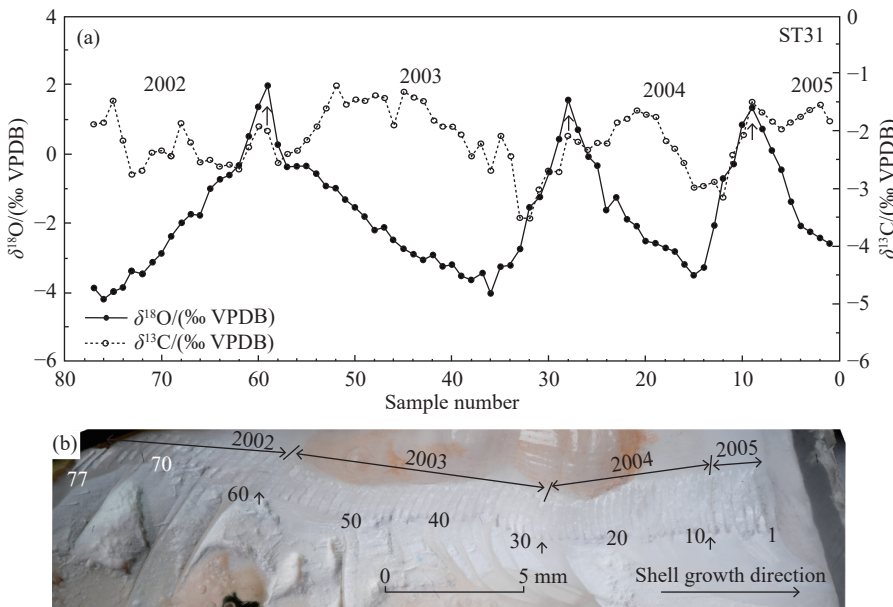 (a)
ST31
2002
2003
2004
2005
4
2
0
−2
−4
−6
δ¹⁸O/(‰ VPDB)
0
−1
−2
−3
−4
−5
−6
δ¹³C/(‰ VPDB)
δ¹⁸O/(‰ VPDB)
δ¹³C/(‰ VPDB)
80 70 60 50 40 30 20 10 0
Sample number
(b)
2002
2003
2004
2005
77 70
60
50 40
30 20 10 1
0 5 mm
Shell growth direction